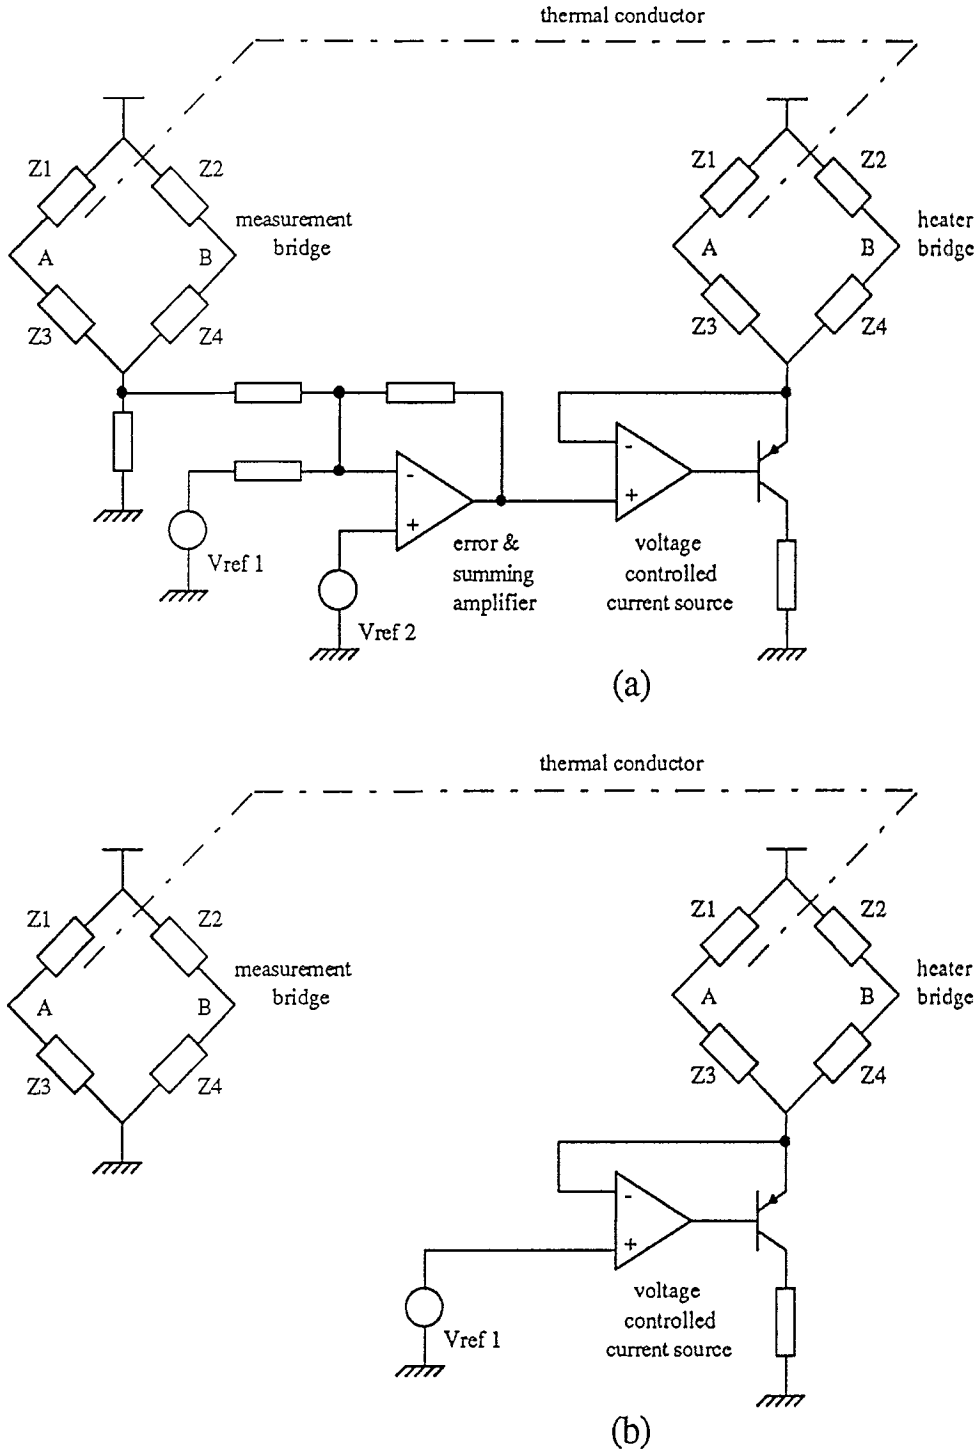 thermal conductor
Z1
Z2
measurement
bridge
A
B
Z3
Z4
Z1
Z2
heater
bridge
A
B
Z3
Z4
-
+
Vref 1
Vref 2
error &
summing
amplifier
-
+
voltage
controlled
current source
(a)
thermal conductor
Z1
Z2
measurement
bridge
A
B
Z3
Z4
Z1
Z2
heater
bridge
A
B
Z3
Z4
-
+
Vref 1
voltage
controlled
current source
(b)